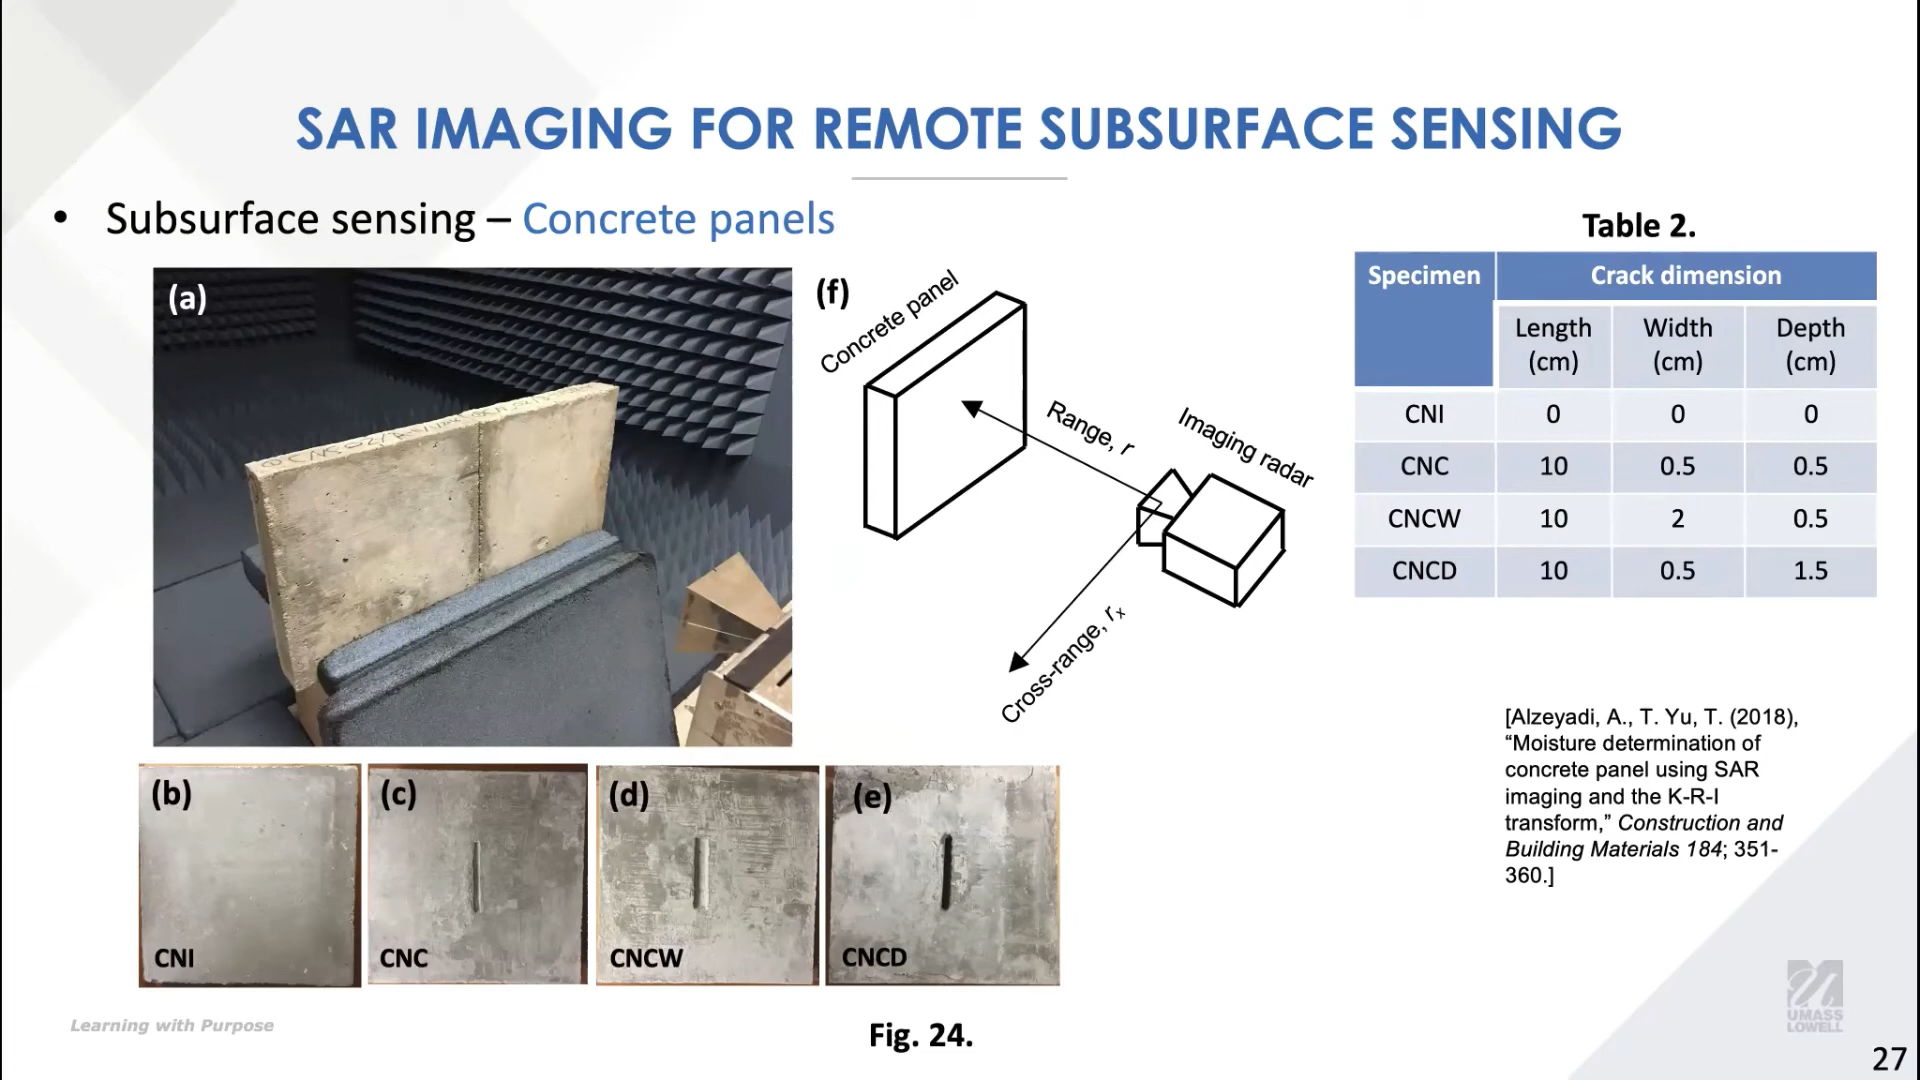 SAR IMAGING FOR REMOTE SUBSURFACE SENSING
• Subsurface sensing – Concrete panels
(a)
(f)
Concrete panel
Range, r
Imaging radar
Cross-range, rx
Table 2.
Specimen Crack dimension
Length (cm) Width (cm) Depth (cm)
CNI 0 0 0
CNC 10 0.5 0.5
CNCW 10 2 0.5
CNCD 10 0.5 1.5
[Alzeyadi, A., T. Yu, T. (2018),
“Moisture determination of
concrete panel using SAR
imaging and the K-R-I
transform,” Construction and
Building Materials 184; 351-
360.]
(b) (c) (d) (e)
CNI CNC CNCW CNCD
Learning with Purpose
Fig. 24.
UMASS
LOWELL
27